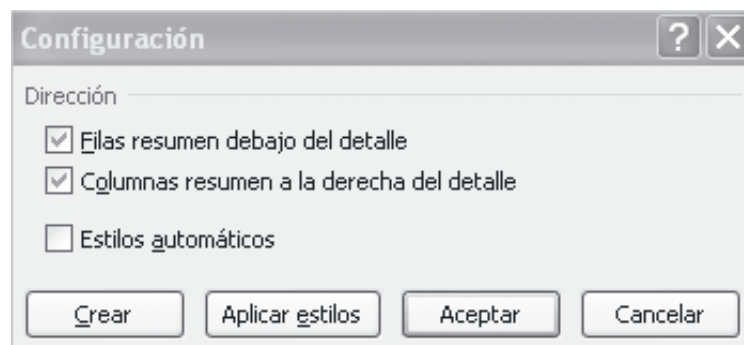 Configuración
Dirección
Filas resumen debajo del detalle
Columnas resumen a la derecha del detalle
Estilos automáticos
Crear Aplicar estilos Aceptar Cancelar